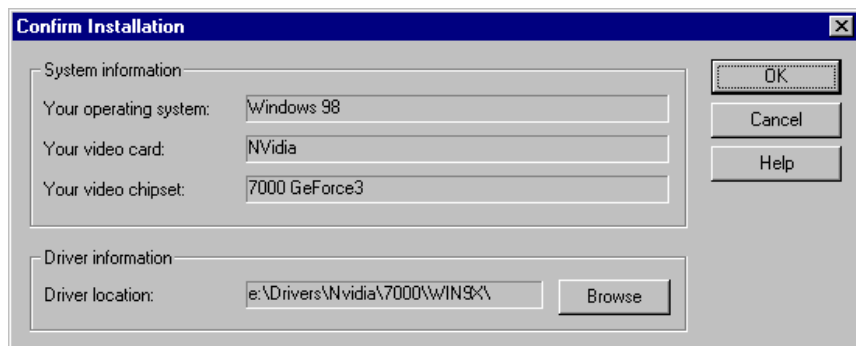 Confirm Installation
System information
Your operating system: Windows 98
Your video card: NVidia
Your video chipset: 7000 GeForce3
Driver information
Driver location: e:\Drivers\Nvidia\7000\WIN9X\ Browse
OK
Cancel
Help